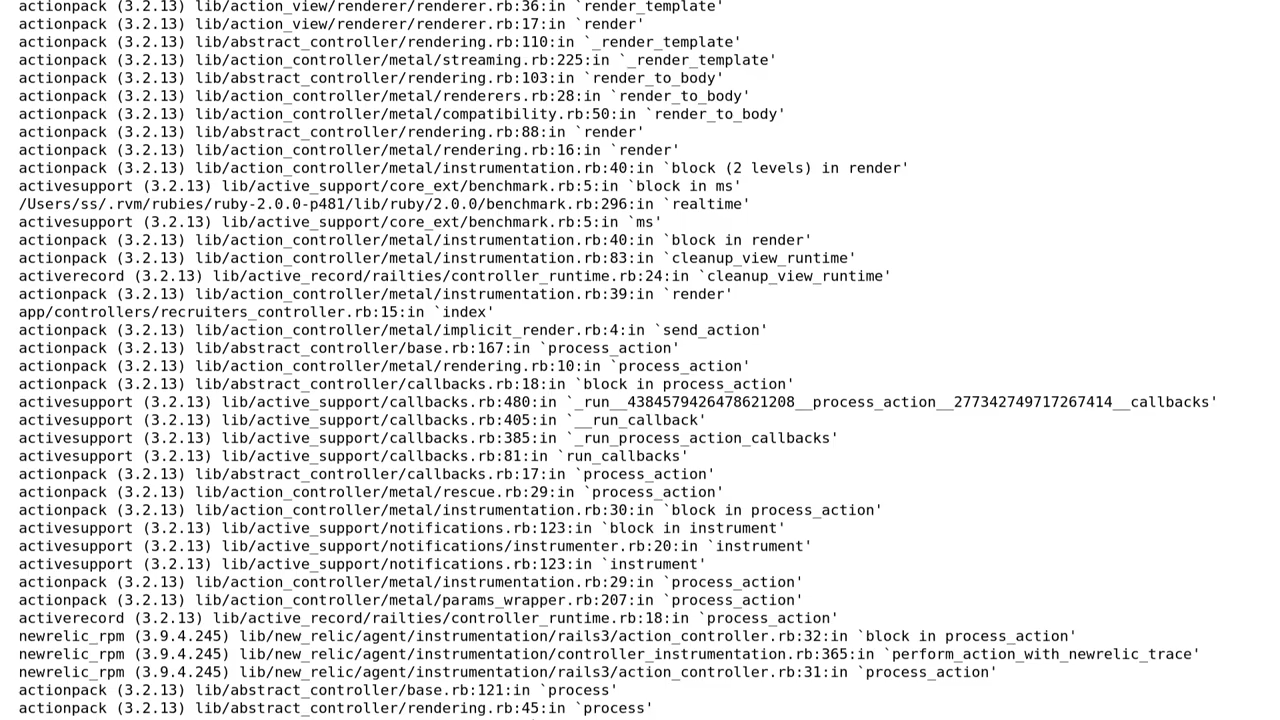 actionpack (3.2.13) lib/action_view/renderer/renderer.rb:36:in `render_template'
actionpack (3.2.13) lib/action_view/renderer/renderer.rb:17:in `render'
actionpack (3.2.13) lib/abstract_controller/rendering.rb:110:in `_render_template'
actionpack (3.2.13) lib/action_controller/metal/streaming.rb:225:in `_render_template'
actionpack (3.2.13) lib/abstract_controller/rendering.rb:103:in `render_to_body'
actionpack (3.2.13) lib/action_controller/metal/renderers.rb:28:in `render_to_body'
actionpack (3.2.13) lib/action_controller/metal/compatibility.rb:50:in `render_to_body'
actionpack (3.2.13) lib/abstract_controller/rendering.rb:88:in `render'
actionpack (3.2.13) lib/action_controller/metal/rendering.rb:16:in `render'
actionpack (3.2.13) lib/action_controller/metal/instrumentation.rb:40:in `block (2 levels) in render'
activesupport (3.2.13) lib/active_support/core_ext/benchmark.rb:5:in `block in ms'
/Users/ss/.rvm/rubies/ruby-2.0.0-p481/lib/ruby/2.0.0/benchmark.rb:296:in `realtime'
activesupport (3.2.13) lib/active_support/core_ext/benchmark.rb:5:in `ms'
actionpack (3.2.13) lib/action_controller/metal/instrumentation.rb:40:in `block in render'
actionpack (3.2.13) lib/action_controller/metal/instrumentation.rb:83:in `cleanup_view_runtime'
activerecord (3.2.13) lib/active_record/railties/controller_runtime.rb:24:in `cleanup_view_runtime'
actionpack (3.2.13) lib/action_controller/metal/instrumentation.rb:39:in `render'
app/controllers/recruiters_controller.rb:15:in `index'
actionpack (3.2.13) lib/action_controller/metal/implicit_render.rb:4:in `send_action'
actionpack (3.2.13) lib/abstract_controller/base.rb:167:in `process_action'
actionpack (3.2.13) lib/action_controller/metal/rendering.rb:10:in `process_action'
actionpack (3.2.13) lib/abstract_controller/callbacks.rb:18:in `block in process_action'
activesupport (3.2.13) lib/active_support/callbacks.rb:480:in `_run__4384579426478621208__process_action__277342749717267414__callbacks'
activesupport (3.2.13) lib/active_support/callbacks.rb:405:in `__run_callback'
activesupport (3.2.13) lib/active_support/callbacks.rb:385:in `_run_process_action_callbacks'
activesupport (3.2.13) lib/active_support/callbacks.rb:81:in `run_callbacks'
actionpack (3.2.13) lib/abstract_controller/callbacks.rb:17:in `process_action'
actionpack (3.2.13) lib/action_controller/metal/rescue.rb:29:in `process_action'
actionpack (3.2.13) lib/action_controller/metal/instrumentation.rb:30:in `block in process_action'
activesupport (3.2.13) lib/active_support/notifications.rb:123:in `block in instrument'
activesupport (3.2.13) lib/active_support/notifications/instrumenter.rb:20:in `instrument'
activesupport (3.2.13) lib/active_support/notifications.rb:123:in `instrument'
actionpack (3.2.13) lib/action_controller/metal/instrumentation.rb:29:in `process_action'
actionpack (3.2.13) lib/action_controller/metal/params_wrapper.rb:207:in `process_action'
activerecord (3.2.13) lib/active_record/railties/controller_runtime.rb:18:in `process_action'
newrelic_rpm (3.9.4.245) lib/new_relic/agent/instrumentation/rails3/action_controller.rb:32:in `block in process_action'
newrelic_rpm (3.9.4.245) lib/new_relic/agent/instrumentation/controller_instrumentation.rb:365:in `perform_action_with_newrelic_trace'
newrelic_rpm (3.9.4.245) lib/new_relic/agent/instrumentation/rails3/action_controller.rb:31:in `process_action'
actionpack (3.2.13) lib/abstract_controller/base.rb:121:in `process'
actionpack (3.2.13) lib/abstract_controller/rendering.rb:45:in `process'